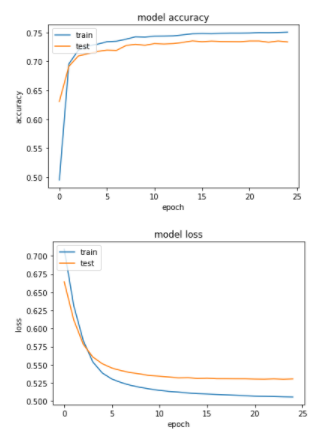 model accuracy
train
test
0.75
0.70
0.65
0.60
0.55
0.50
accuracy
0 5 10 15 20 25
epoch
model loss
train
test
0.700
0.675
0.650
0.625
0.600
0.575
0.550
0.525
0.500
loss
0 5 10 15 20 25
epoch